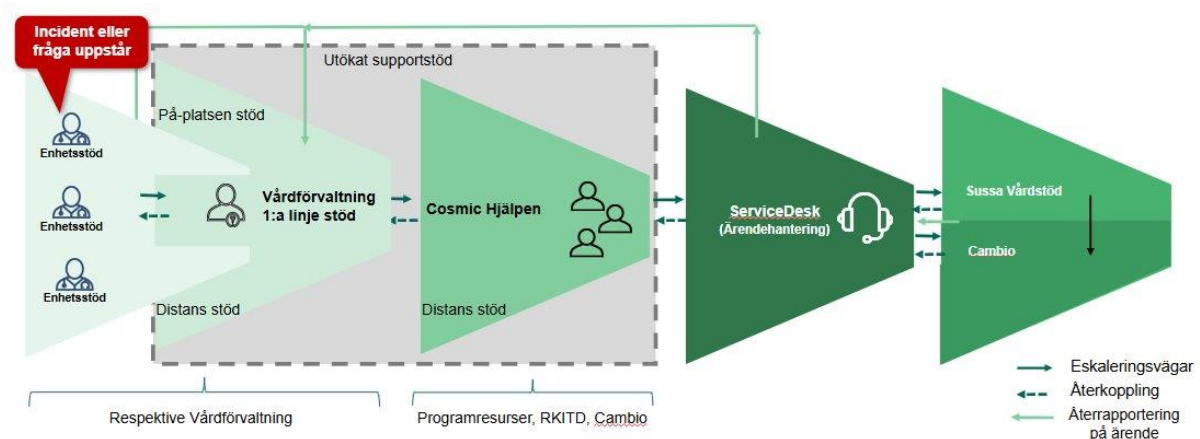 Incident eller
fråga uppstår
Utökat supportstöd
På-platsen stöd
Enhetsstöd
Enhetsstöd
Enhetsstöd
Vårdförvaltning
1:a linje stöd
Distans stöd
Cosmic Hjälpen
Distans stöd
ServiceDesk
(Ärendehantering)
Sussa Vårdstöd
Cambio
Respektive Vårdförvaltning
Programresurser, RKITD, Cambio
Eskaleringsvägar
Återkoppling
Återrapportering
på ärende